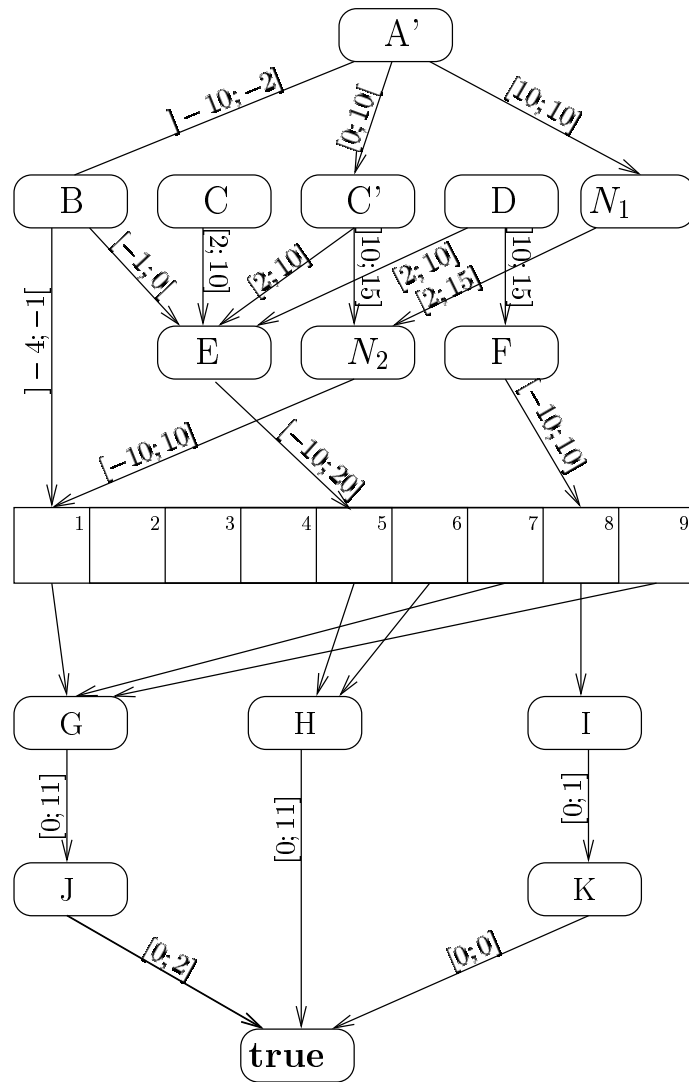 A'
]−10;−2]
[0;10]
[10;10]
B
C
C'
D
N₁
[−1;0]
[2;10]
[2;10]
]10;15]
[2;10]
[2;15]
]10;15]
]−4;−1]
E
N₂
F
[−10;10]
[−10;20]
[−10;10]
1 2 3 4 5 6 7 8 9
G
H
I
[0;11]
[0;11]
[0;1]
J
K
[0;2]
[0;0]
true